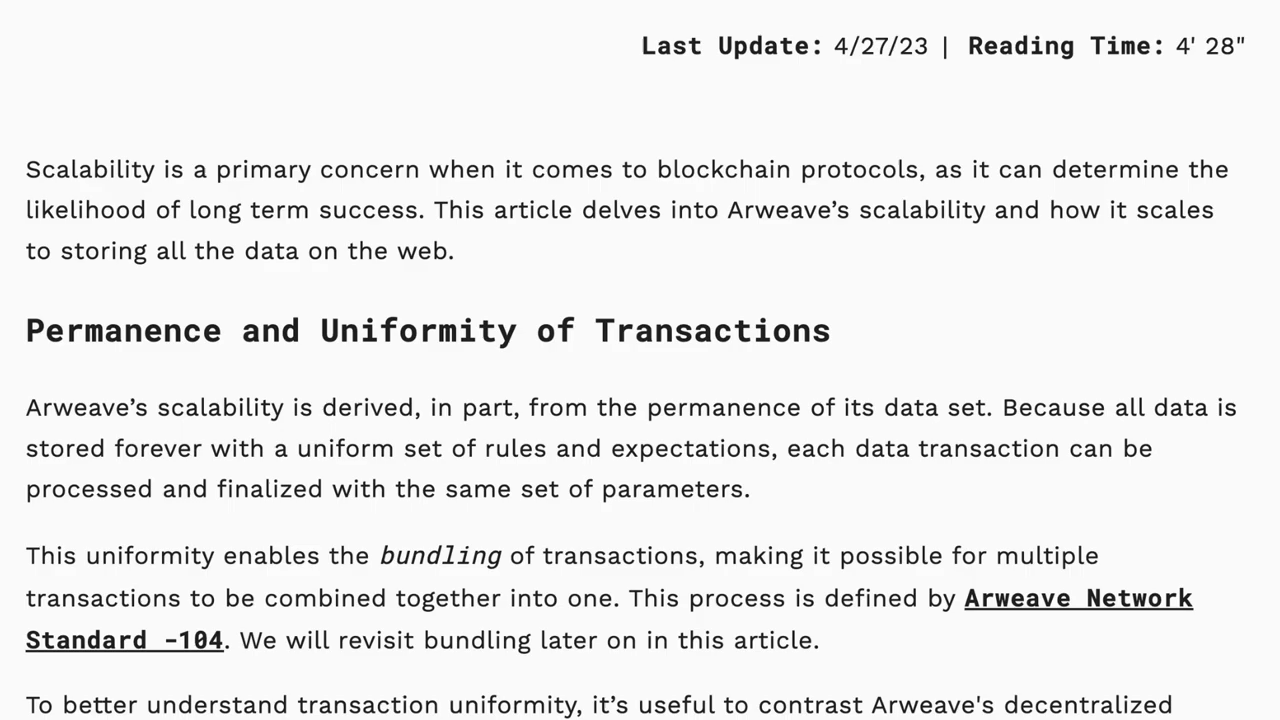 Last Update: 4/27/23 | Reading Time: 4' 28"
Scalability is a primary concern when it comes to blockchain protocols, as it can determine the
likelihood of long term success. This article delves into Arweave’s scalability and how it scales
to storing all the data on the web.
Permanence and Uniformity of Transactions
Arweave’s scalability is derived, in part, from the permanence of its data set. Because all data is
stored forever with a uniform set of rules and expectations, each data transaction can be
processed and finalized with the same set of parameters.
This uniformity enables the bundling of transactions, making it possible for multiple
transactions to be combined together into one. This process is defined by Arweave Network
Standard -104. We will revisit bundling later on in this article.
To better understand transaction uniformity, it’s useful to contrast Arweave's decentralized